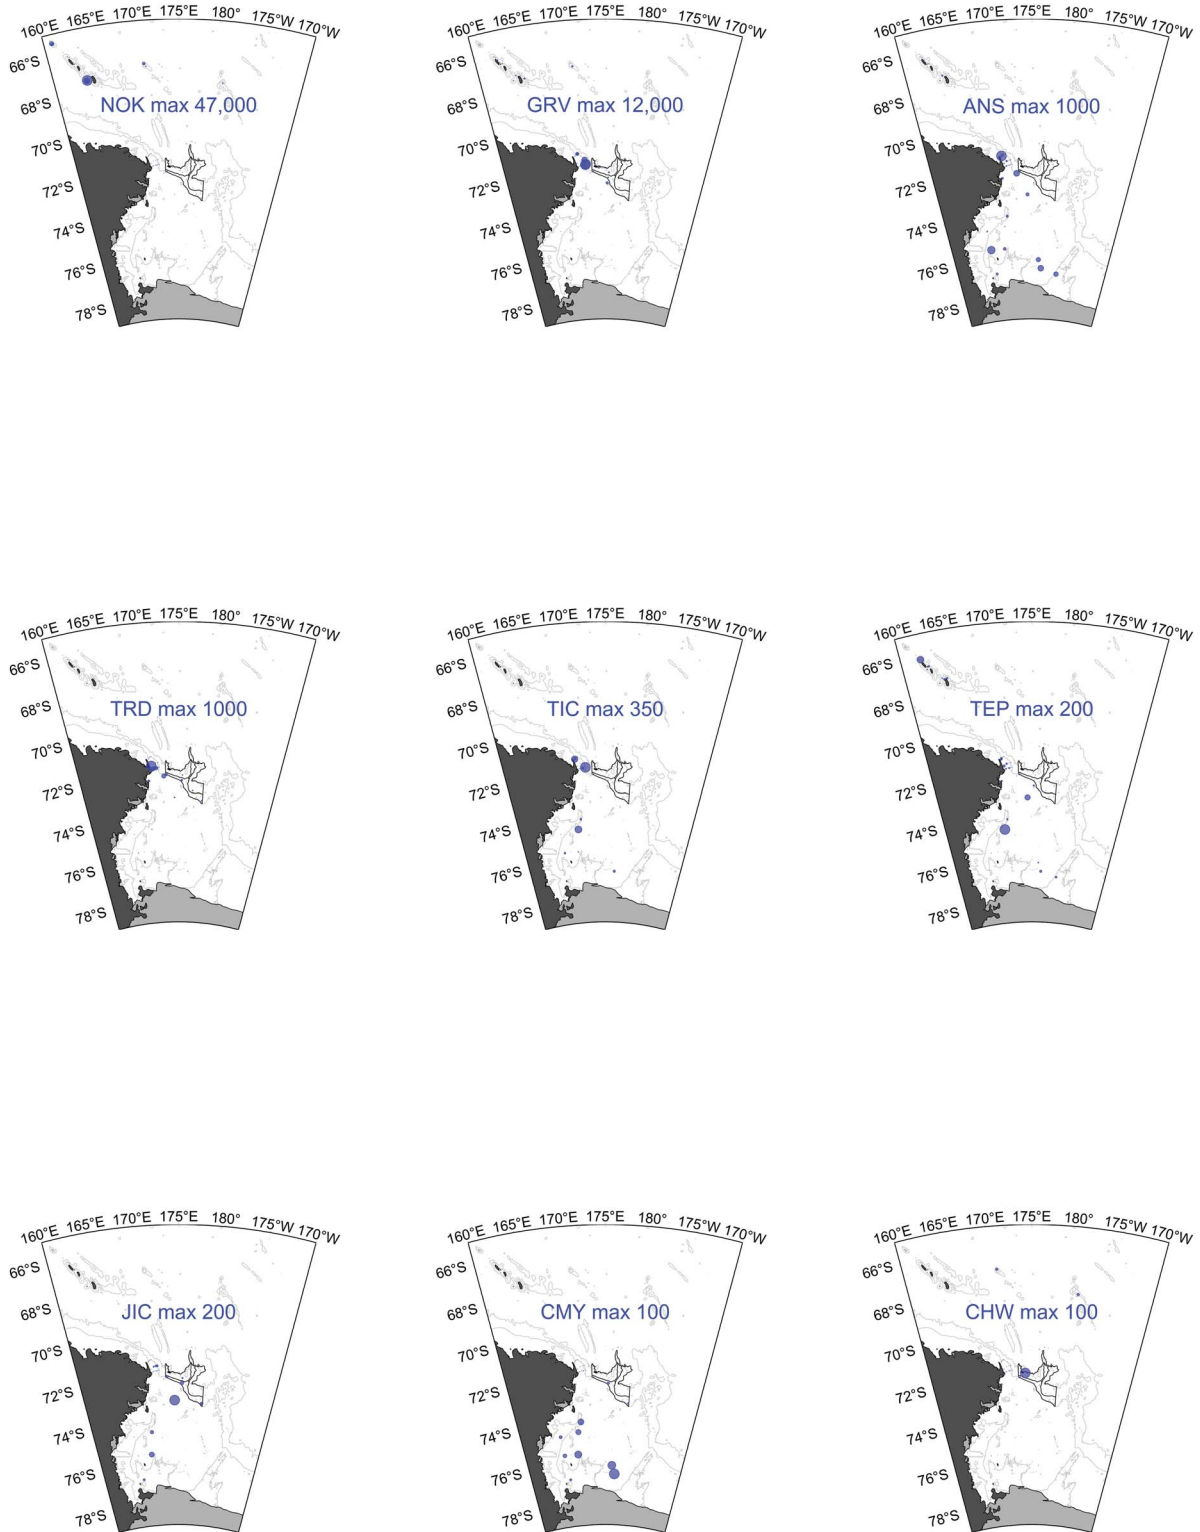 160°E 165°E 170°E 175°E 180° 175°W 170°W
66°S
68°S
70°S
72°S
74°S
76°S
78°S
NOK max 47,000
160°E 165°E 170°E 175°E 180° 175°W 170°W
66°S
68°S
70°S
72°S
74°S
76°S
78°S
GRV max 12,000
160°E 165°E 170°E 175°E 180° 175°W 170°W
66°S
68°S
70°S
72°S
74°S
76°S
78°S
ANS max 1000
160°E 165°E 170°E 175°E 180° 175°W 170°W
66°S
68°S
70°S
72°S
74°S
76°S
78°S
TRD max 1000
160°E 165°E 170°E 175°E 180° 175°W 170°W
66°S
68°S
70°S
72°S
74°S
76°S
78°S
TIC max 350
160°E 165°E 170°E 175°E 180° 175°W 170°W
66°S
68°S
70°S
72°S
74°S
76°S
78°S
TEP max 200
160°E 165°E 170°E 175°E 180° 175°W 170°W
66°S
68°S
70°S
72°S
74°S
76°S
78°S
JIC max 200
160°E 165°E 170°E 175°E 180° 175°W 170°W
66°S
68°S
70°S
72°S
74°S
76°S
78°S
CMY max 100
160°E 165°E 170°E 175°E 180° 175°W 170°W
66°S
68°S
70°S
72°S
74°S
76°S
78°S
CHW max 100